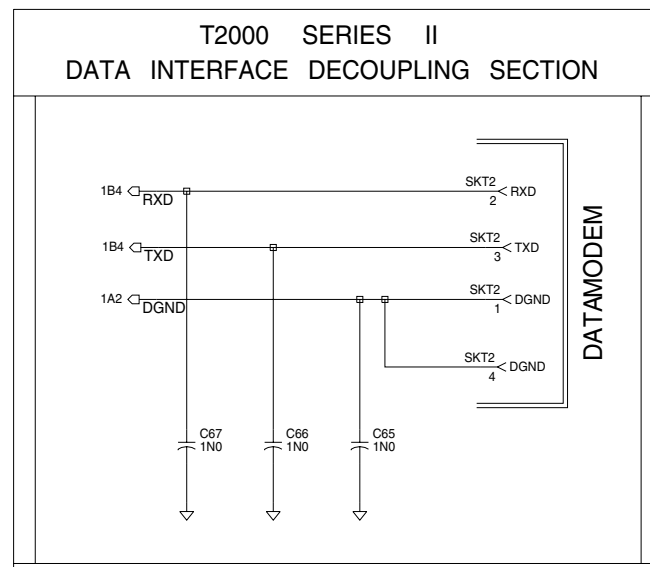 T2000 SERIES II
DATA INTERFACE DECOUPLING SECTION
1B4
RXD
SKT2
2
RXD
1B4
TXD
SKT2
3
TXD
1A2
DGND
SKT2
1
DGND
SKT2
4
DGND
DATAMODEM
C67
1N0
C66
1N0
C65
1N0